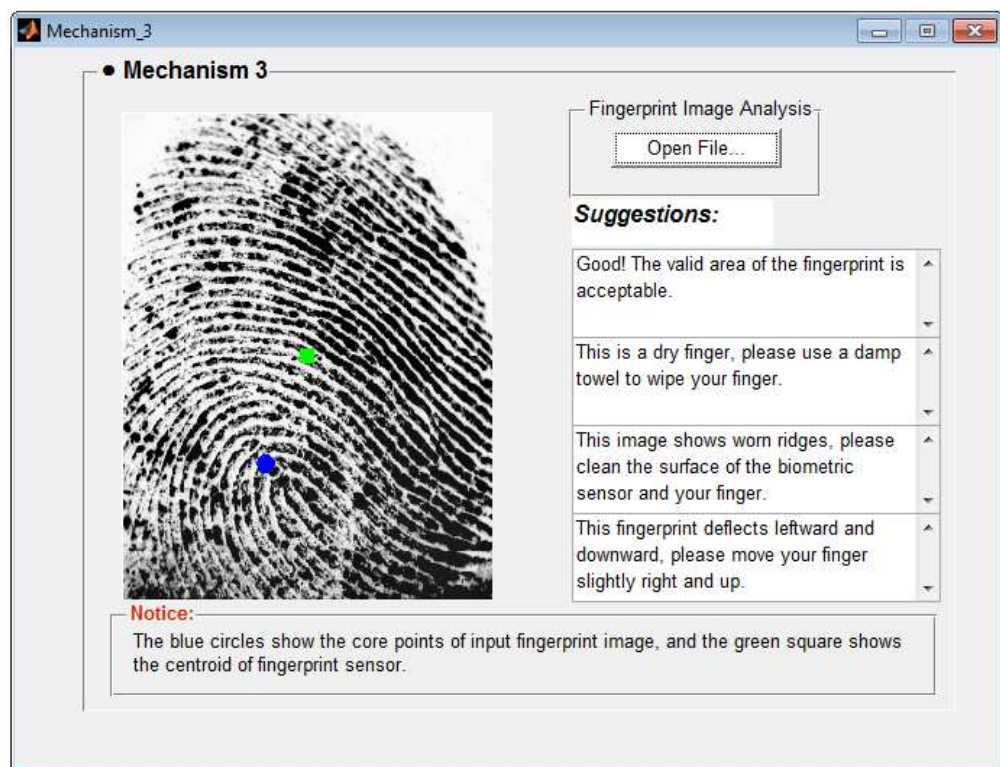 Mechanism_3
● Mechanism 3
Fingerprint Image Analysis
Open File...
Suggestions:
Good! The valid area of the fingerprint is
acceptable.
This is a dry finger, please use a damp
towel to wipe your finger.
This image shows worn ridges, please
clean the surface of the biometric
sensor and your finger.
This fingerprint deflects leftward and
downward, please move your finger
slightly right and up.
Notice:
The blue circles show the core points of input fingerprint image, and the green square shows
the centroid of fingerprint sensor.